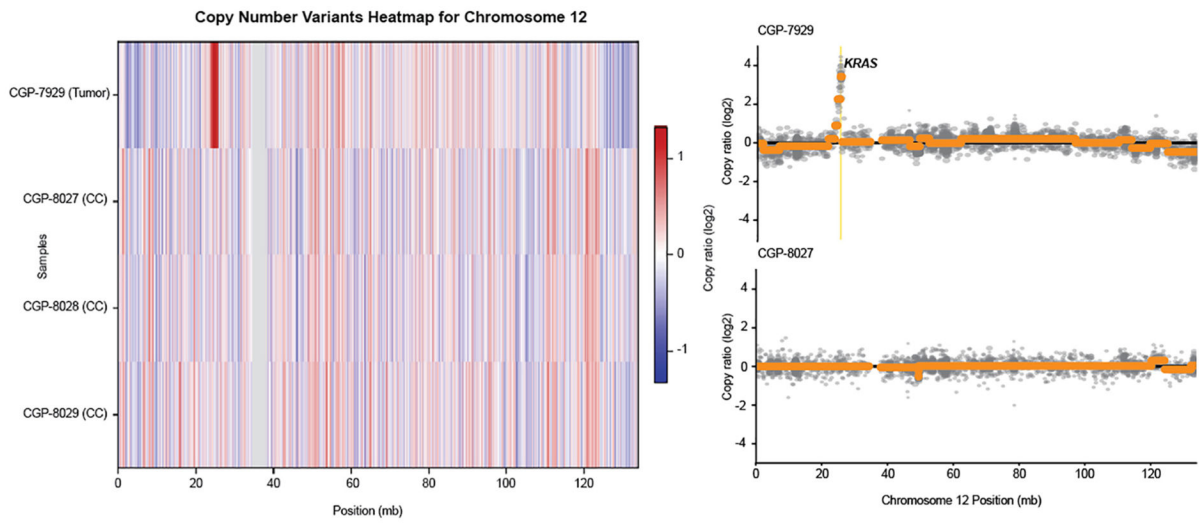 Copy Number Variants Heatmap for Chromosome 12
Samples
CGP-7929 (Tumor)
CGP-8027 (CC)
CGP-8028 (CC)
CGP-8029 (CC)
0
20
40
60
80
100
120
Position (mb)
1
0
-1
Copy ratio (log2)
CGP-7929
KRAS
Copy ratio (log2)
4
2
0
-2
-4
CGP-8027
Copy ratio (log2)
4
2
0
-2
-4
0
20
40
60
80
100
120
Chromosome 12 Position (mb)